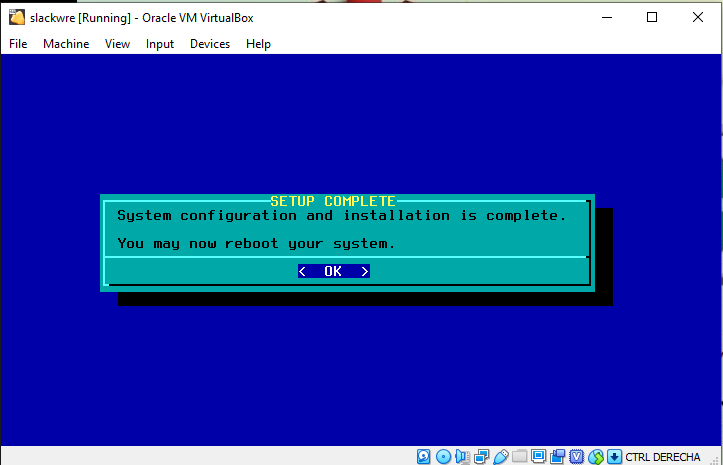 slackwre [Running] - Oracle VM VirtualBox
File Machine View Input Devices Help
SETUP COMPLETE
System configuration and installation is complete.
You may now reboot your system.
< OK >
CTRL DERECHA